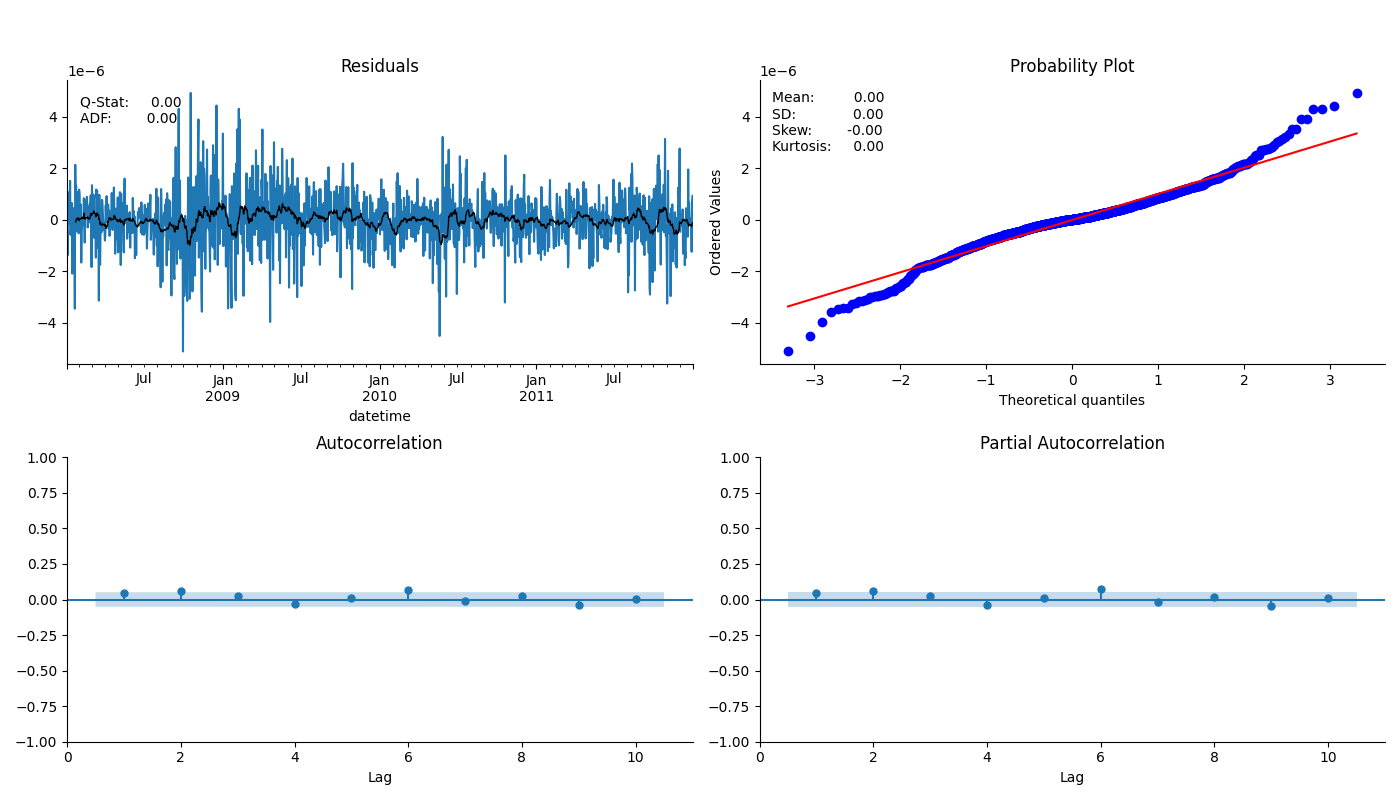 Residuals
1e−6
Q-Stat: 0.00
ADF: 0.00
4
2
0
−2
−4
Jul
Jan
2009
Jul
Jan
2010
Jul
Jan
2011
Jul
datetime
Probability Plot
1e−6
Mean: 0.00
SD: 0.00
Skew: -0.00
Kurtosis: 0.00
Ordered Values
4
2
0
−2
−4
−3 −2 −1 0 1 2 3
Theoretical quantiles
Autocorrelation
1.00
0.75
0.50
0.25
0.00
−0.25
−0.50
−0.75
−1.00
0 2 4 6 8 10
Lag
Partial Autocorrelation
1.00
0.75
0.50
0.25
0.00
−0.25
−0.50
−0.75
−1.00
0 2 4 6 8 10
Lag